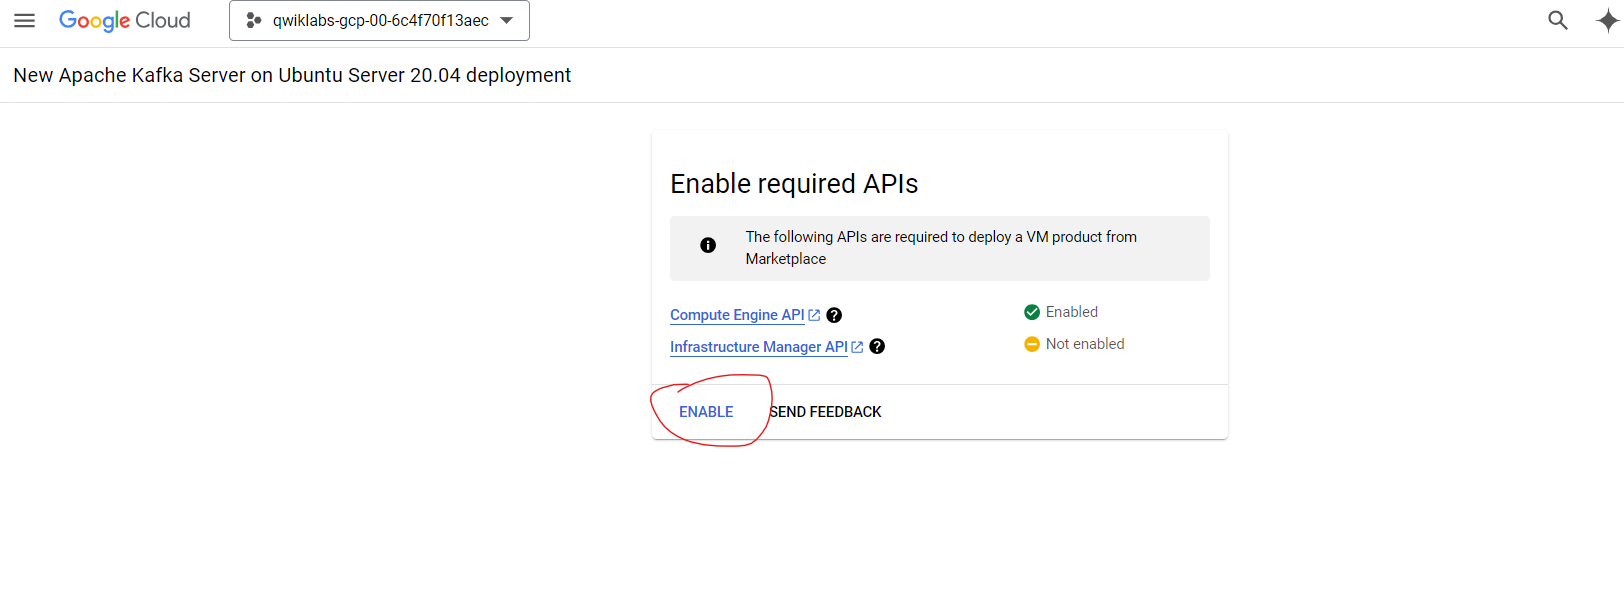 Google Cloud
qwiklabs-gcp-00-6c4f70f13aec
New Apache Kafka Server on Ubuntu Server 20.04 deployment
Enable required APIs
The following APIs are required to deploy a VM product from
Marketplace
Compute Engine API
Enabled
Infrastructure Manager API
Not enabled
ENABLE
SEND FEEDBACK